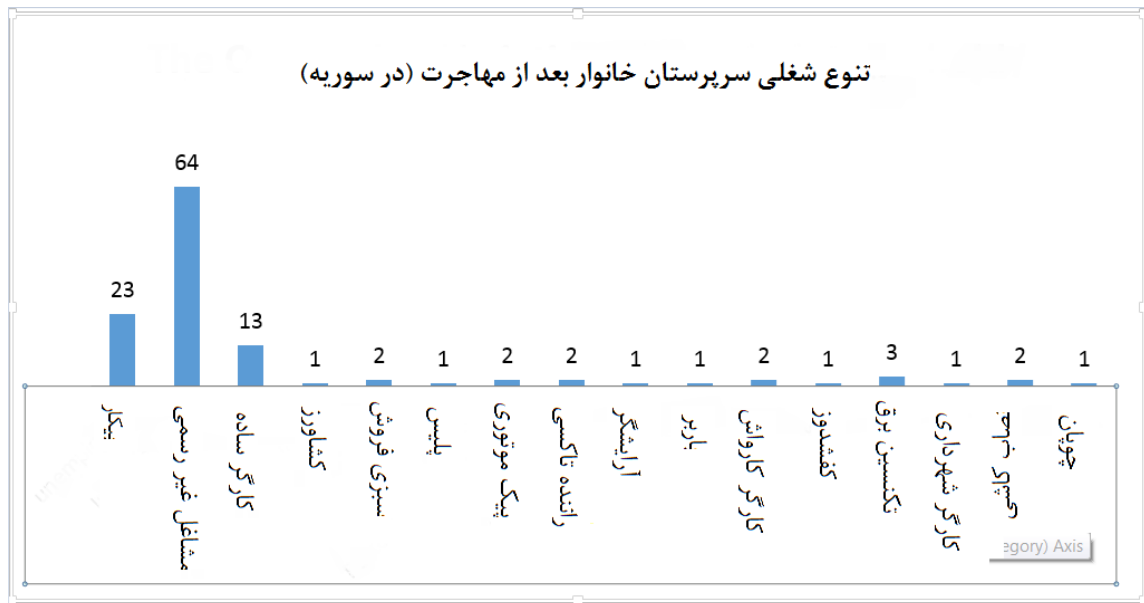 تنوع شغلی سرپرستان خانوار بعد از مهاجرت (در سوریه)
23
64
13
1
2
1
2
2
1
1
2
1
3
1
2
1
بیکار
مشاغل غیر رسمی
کارگر ساده
کشاورز
سبزی فروش
پلیس
پیک موتوری
راننده تاکسی
آرایشگر
باربر
کارگر کارواش
کفشدوز
تکنسین برق
کارگر شهرداری
چوپان
egory) Axis